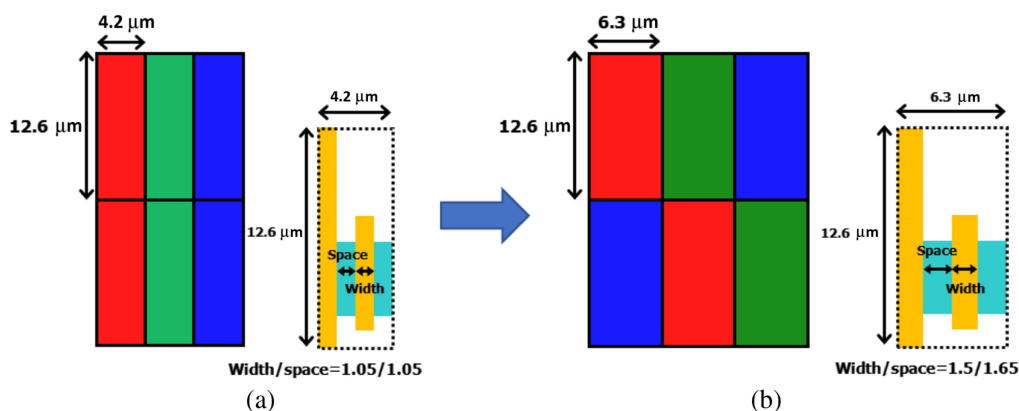 4.2 μm
12.6 μm
4.2 μm
12.6 μm
Space
Width
Width/space=1.05/1.05
(a)
6.3 μm
12.6 μm
6.3 μm
12.6 μm
Space
Width
Width/space=1.5/1.65
(b)